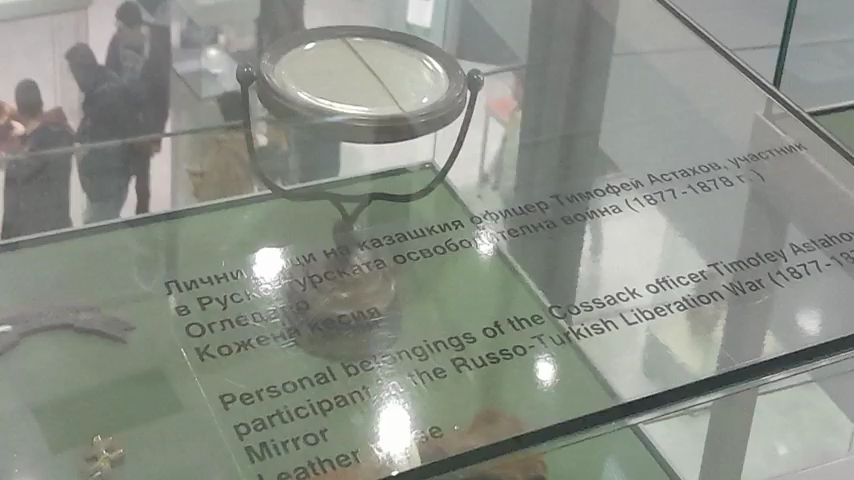 Лични вещи на казашкия офицер Тимофей Астахов, участник
в Руско-турската освободителна война (1877-1878 г.)
Огледало
Кожена кесия
Personal belongings of the Cossack officer Timofey Astahov
participant in the Russo-Turkish Liberation War (1877-187
Mirror
Leather